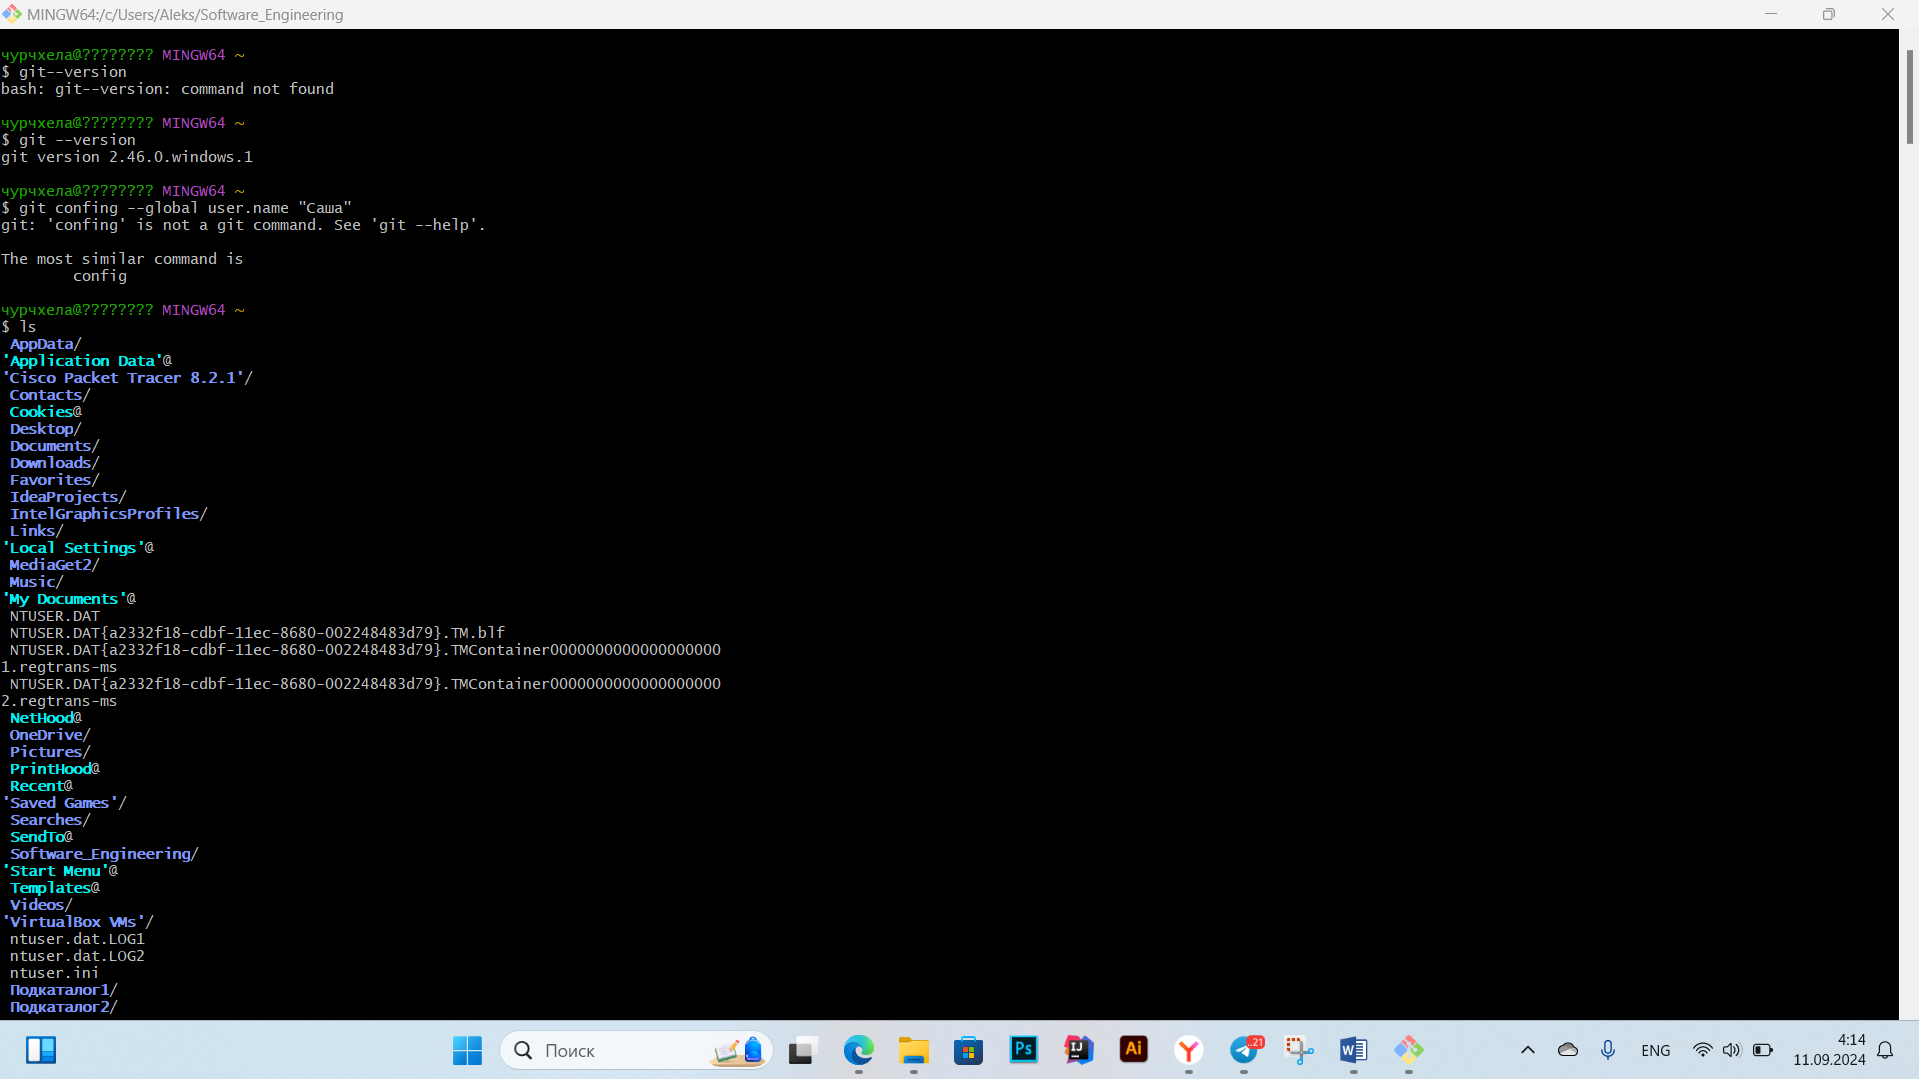 MINGW64:/c/Users/Aleks/Software_Engineering
чурчхела@???????? MINGW64 ~
$ git--version
bash: git--version: command not found
чурчхела@???????? MINGW64 ~
$ git --version
git version 2.46.0.windows.1
чурчхела@???????? MINGW64 ~
$ git confing --global user.name "Саша"
git: 'confing' is not a git command. See 'git --help'.
The most similar command is
config
чурчхела@???????? MINGW64 ~
$ ls
AppData/
'Application Data'@
'Cisco Packet Tracer 8.2.1'/
Contacts/
Cookies@
Desktop/
Documents/
Downloads/
Favorites/
IdeaProjects/
IntelGraphicsProfiles/
Links/
'Local Settings'@
MediaGet2/
Music/
'My Documents'@
NTUSER.DAT
NTUSER.DAT{a2332f18-cdbf-11ec-8680-002248483d79}.TM.blf
NTUSER.DAT{a2332f18-cdbf-11ec-8680-002248483d79}.TMContainer0000000000000000000
1.regtrans-ms
NTUSER.DAT{a2332f18-cdbf-11ec-8680-002248483d79}.TMContainer0000000000000000000
2.regtrans-ms
NetHood@
OneDrive/
Pictures/
PrintHood@
Recent@
'Saved Games'/
Searches/
SendTo@
Software_Engineering/
'Start Menu'@
Templates@
Videos/
'VirtualBox VMs'/
ntuser.dat.LOG1
ntuser.dat.LOG2
ntuser.ini
Подкаталог1/
Подкаталог2/
Поиск
Ps
IJ
Ai
..21
W
ENG
4:14
11.09.2024